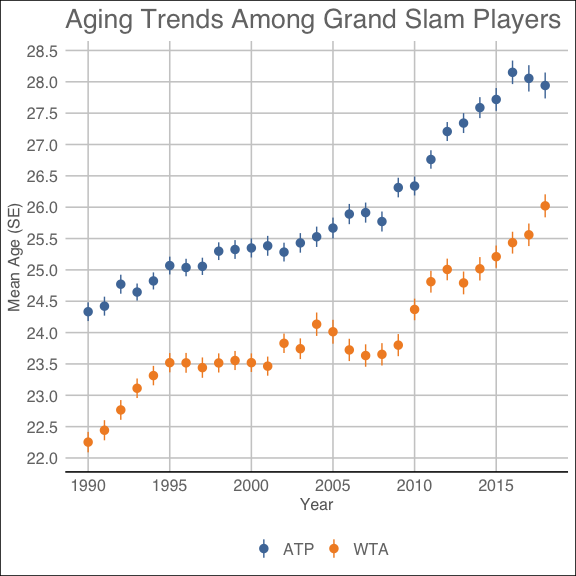 Aging Trends Among Grand Slam Players
28.5
28.0
27.5
27.0
26.5
26.0
25.5
25.0
24.5
24.0
23.5
23.0
22.5
22.0
Mean Age (SE)
1990 1995 2000 2005 2010 2015
Year
ATP WTA